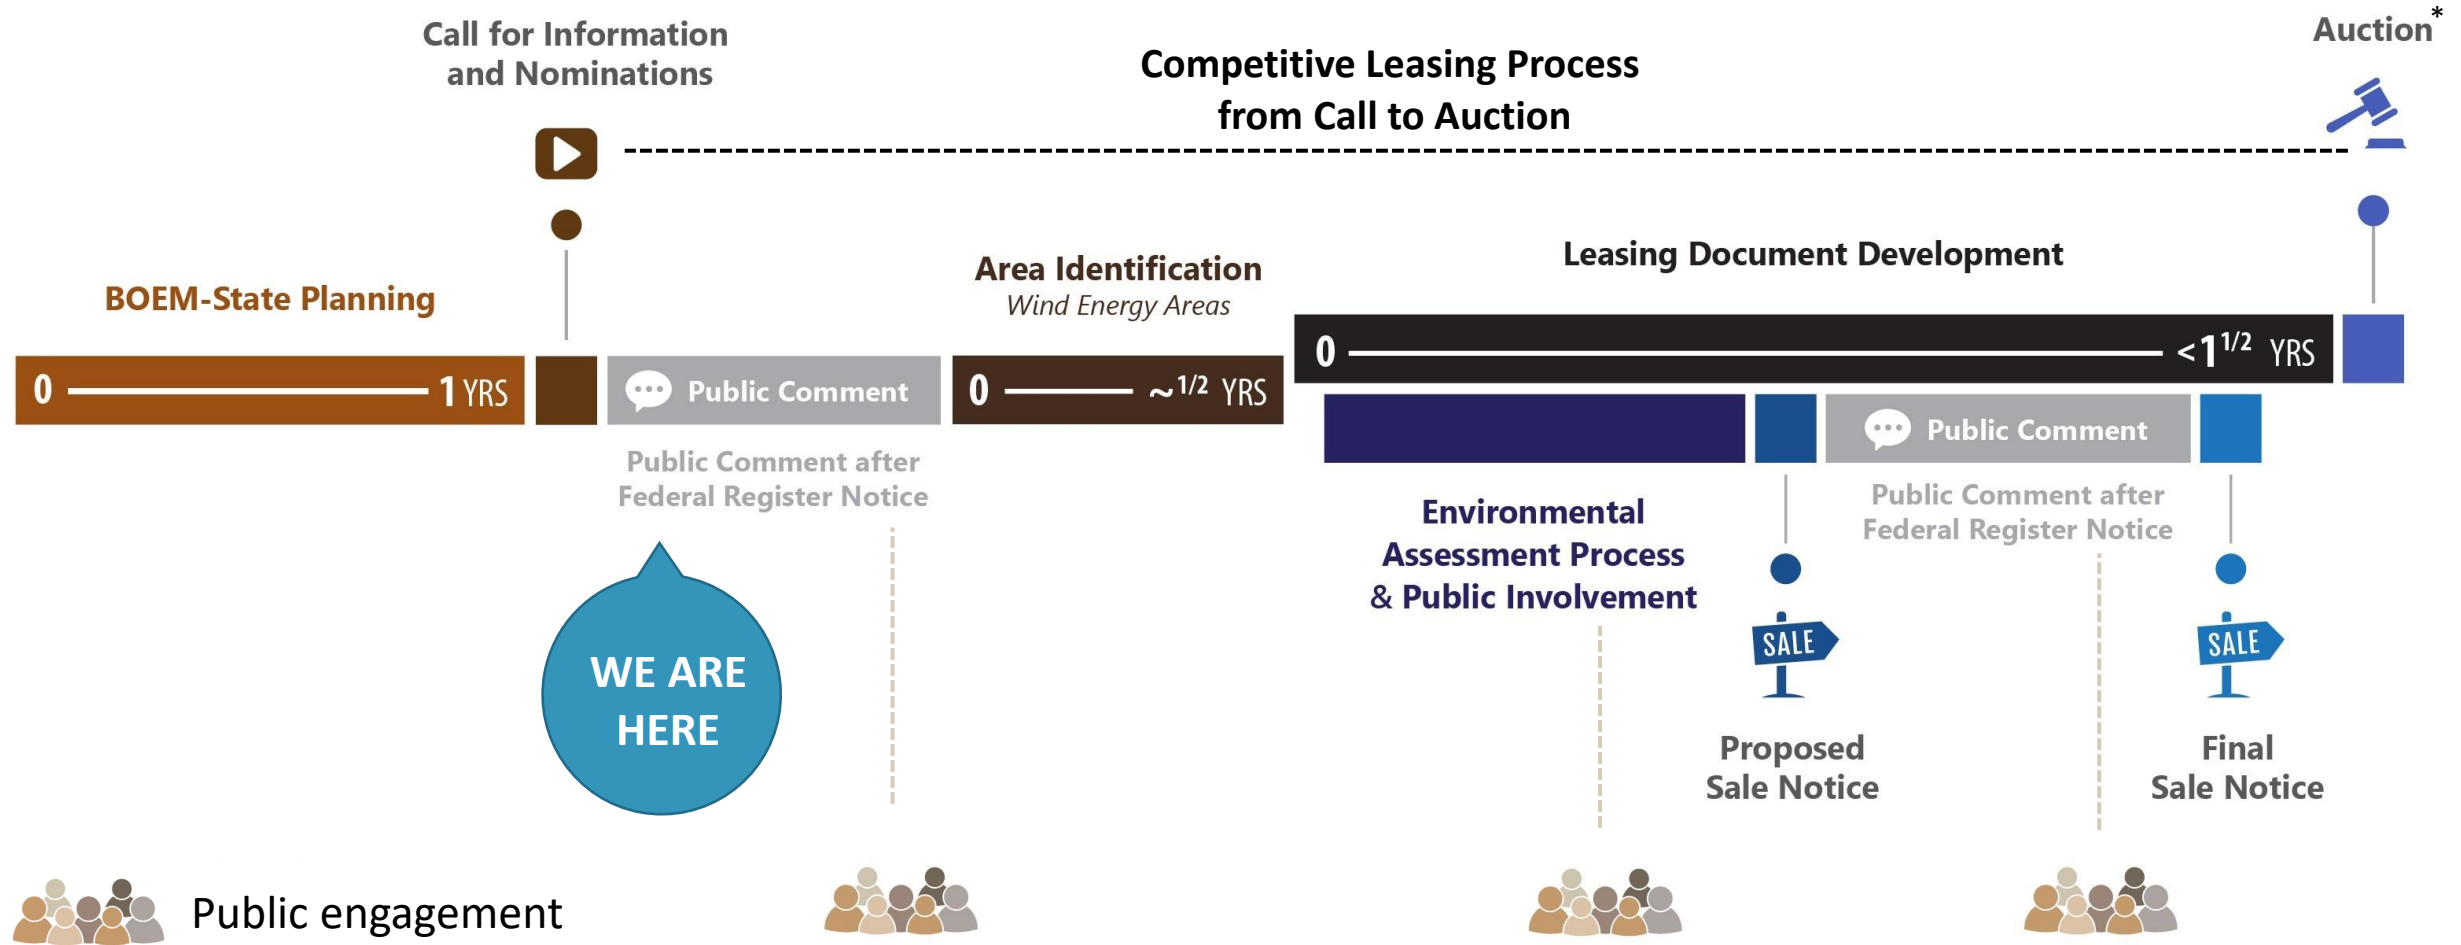 Call for Information
and Nominations
Competitive Leasing Process
from Call to Auction
Auction*
BOEM-State Planning
0 1 YRS
Public Comment
Public Comment after
Federal Register Notice
WE ARE
HERE
Area Identification
Wind Energy Areas
0 ~1/2 YRS
Leasing Document Development
0 <1 1/2 YRS
Environmental
Assessment Process
& Public Involvement
SALE
Proposed
Sale Notice
Public Comment
Public Comment after
Federal Register Notice
SALE
Final
Sale Notice
Public engagement